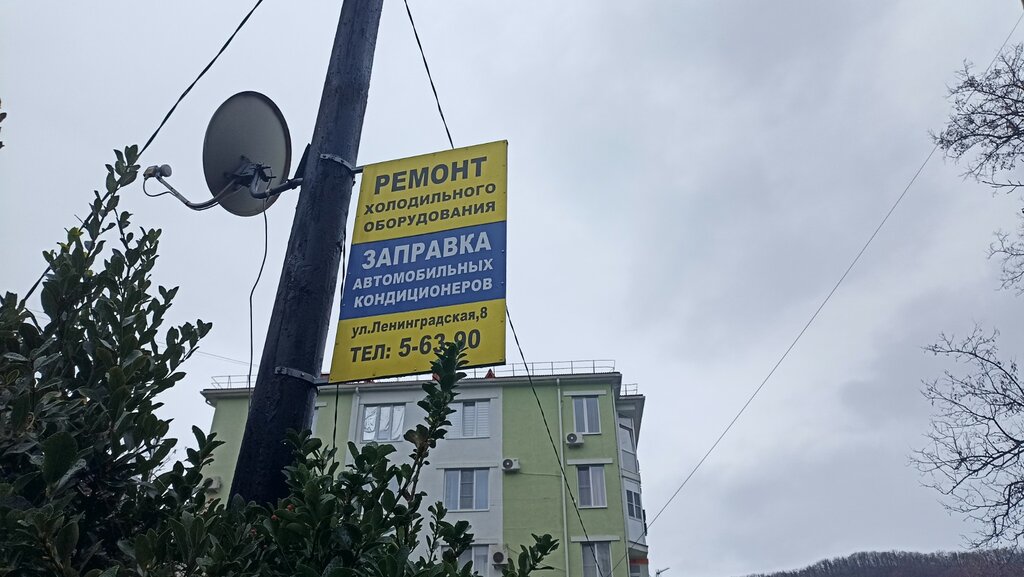 РЕМОНТ
ХОЛОДИЛЬНОГО
ОБОРУДОВАНИЯ
ЗАПРАВКА
АВТОМОБИЛЬНЫХ
КОНДИЦИОНЕРОВ
ул.Ленинградская,8
ТЕЛ: 5-63-90